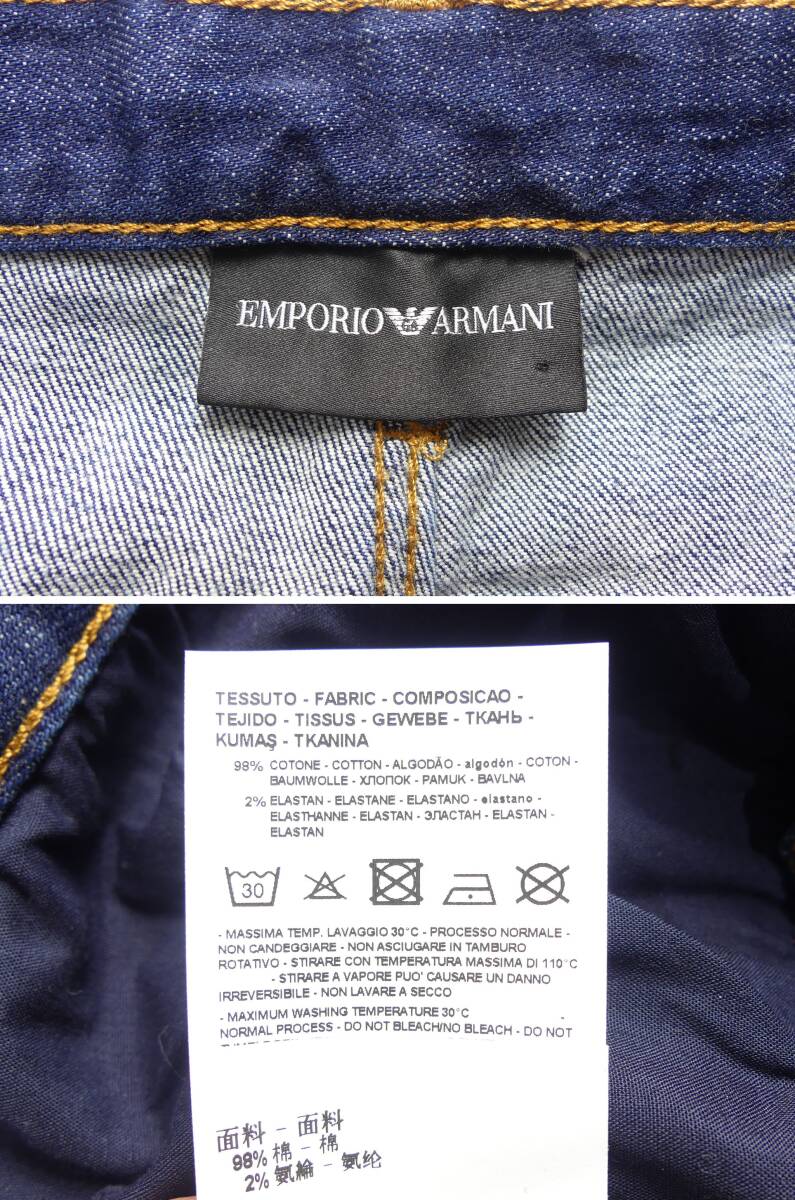 EMPORIO ARMANI
TESSUTO - FABRIC - COMPOSICAO -
TEJIDO - TISSUS - GEWEBE - ТКАНЬ -
KUMAŞ - TKANINA
98% COTONE - COTTON - ALGODÃO - algodón - COTON -
BAUMWOLLE - ХЛОПОК - PAMUK - BAVLNA
2% ELASTAN - ELASTANE - ELASTANO - elastano -
ELASTHANNE - ELASTAN - ЭЛАСТАН - ELASTAN -
ELASTAN
30
- MASSIMA TEMP. LAVAGGIO 30°C - PROCESSO NORMALE -
NON CANDEGGIARE - NON ASCIUGARE IN TAMBURO
ROTATIVO - STIRARE CON TEMPERATURA MASSIMA DI 110°C
- STIRARE A VAPORE PUO' CAUSARE UN DANNO
IRREVERSIBILE - NON LAVARE A SECCO
- MAXIMUM WASHING TEMPERATURE 30°C -
NORMAL PROCESS - DO NOT BLEACH/NO BLEACH - DO NOT
面料 - 面料
98% 棉 - 棉
2% 氨綸 - 氨纶